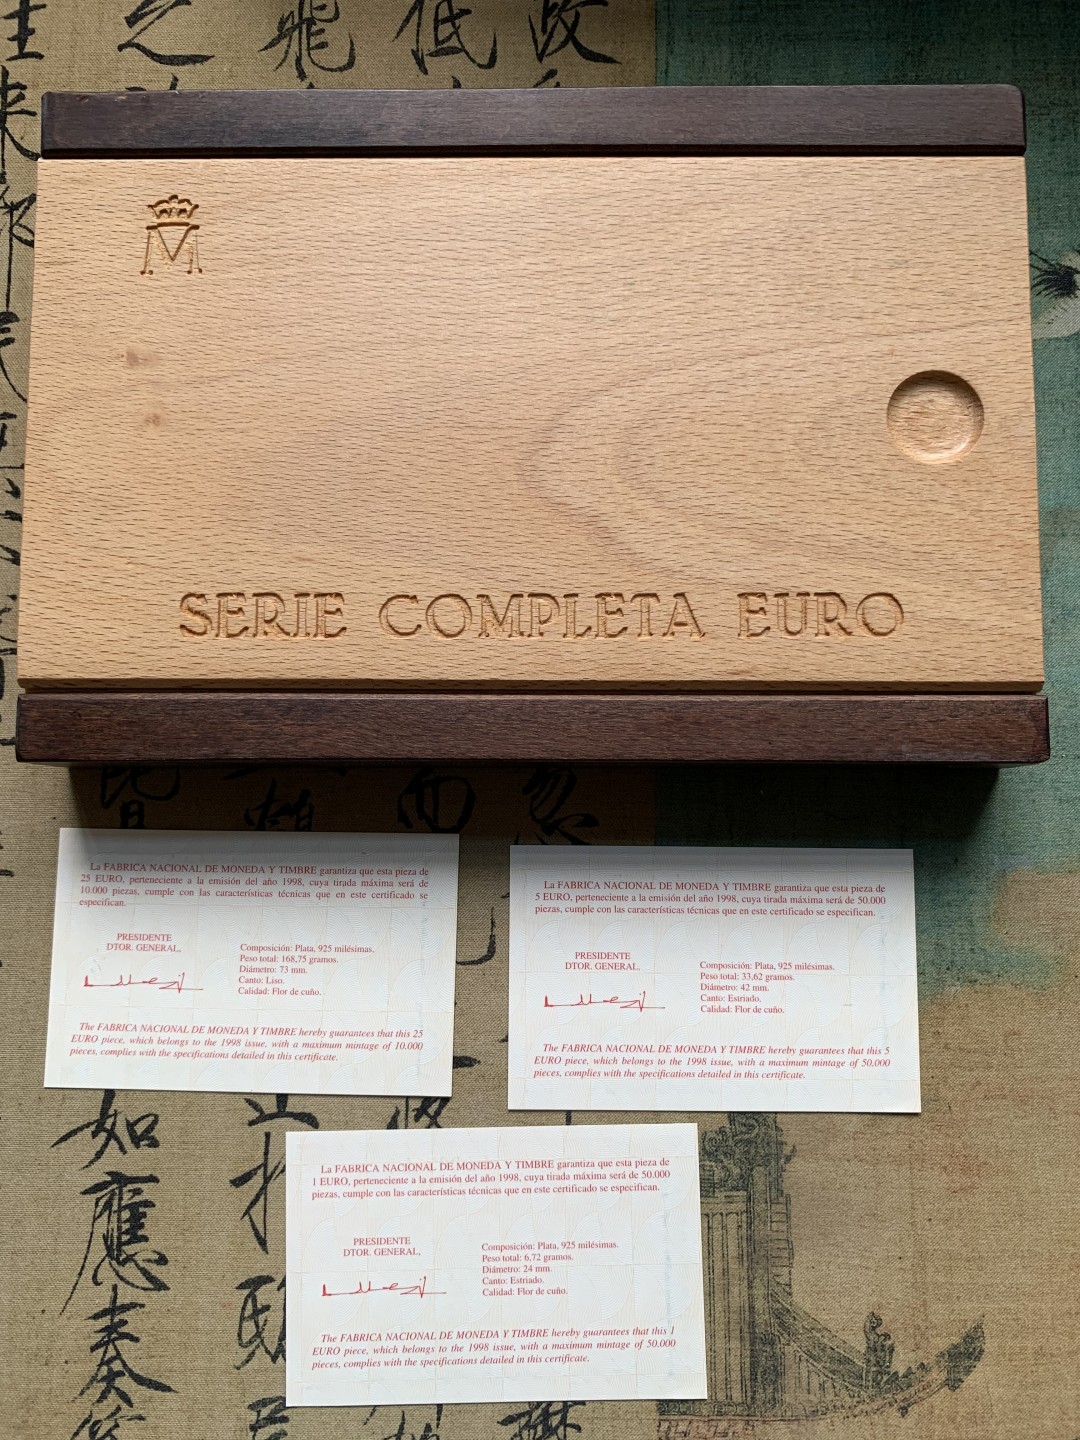 M
SERIE COMPLETA EURO
La FABRICA NACIONAL DE MONEDA Y TIMBRE garantiza que esta pieza de
25 EURO, perteneciente a la emisión del año 1998, cuya tirada máxima será de
10.000 piezas, cumple con las características técnicas que en este certificado se
especifican.
PRESIDENTE
DTOR. GENERAL,
Composición: Plata, 925 milésimas.
Peso total: 168,75 gramos.
Diámetro: 73 mm.
Canto: Liso.
Calidad: Flor de cuño.
The FABRICA NACIONAL DE MONEDA Y TIMBRE hereby guarantees that this 25
EURO piece, which belongs to the 1998 issue, with a maximum mintage of 10.000
pieces, complies with the specifications detailed in this certificate.
La FABRICA NACIONAL DE MONEDA Y TIMBRE garantiza que esta pieza de
5 EURO, perteneciente a la emisión del año 1998, cuya tirada máxima será de 50.000
piezas, cumple con las características técnicas que en este certificado se especifican.
PRESIDENTE
DTOR. GENERAL,
Composición: Plata, 925 milésimas.
Peso total: 33,62 gramos.
Diámetro: 42 mm.
Canto: Estriado.
Calidad: Flor de cuño.
The FABRICA NACIONAL DE MONEDA Y TIMBRE hereby guarantees that this 5
EURO piece, which belongs to the 1998 issue, with a maximum mintage of 50.000
pieces, complies with the specifications detailed in this certificate.
La FABRICA NACIONAL DE MONEDA Y TIMBRE garantiza que esta pieza de
1 EURO, perteneciente a la emisión del año 1998, cuya tirada máxima será de 50.000
piezas, cumple con las características técnicas que en este certificado se especifican.
PRESIDENTE
DTOR. GENERAL,
Composición: Plata, 925 milésimas.
Peso total: 6,72 gramos.
Diámetro: 24 mm.
Canto: Estriado.
Calidad: Flor de cuño.
The FABRICA NACIONAL DE MONEDA Y TIMBRE hereby guarantees that this 1
EURO piece, which belongs to the 1998 issue, with a maximum mintage of 50.000
pieces, complies with the specifications detailed in this certificate.
之
飛
低
政
來
皆
而
忽
如
應
奏